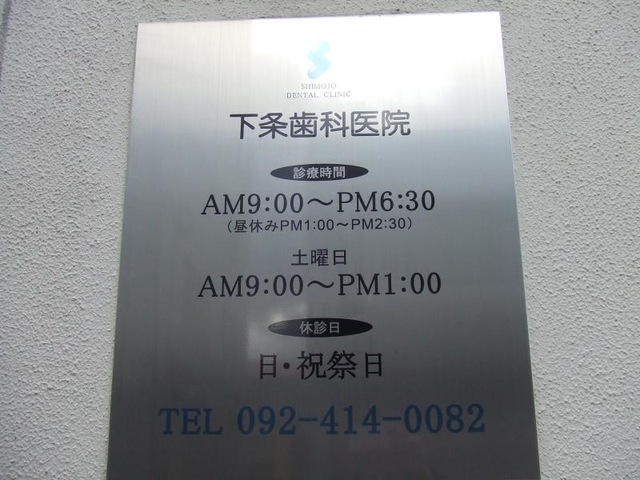 SHIMOJO
DENTAL CLINIC
下条歯科医院
診療時間
AM9:00〜PM6:30
(昼休みPM1:00〜PM2:30)
土曜日
AM9:00〜PM1:00
休診日
日・祝祭日
TEL 092-414-0082